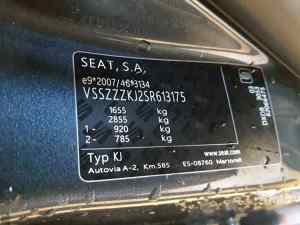 SEAT, S.A.
e9*2007/46*3134
VSSZZZKJ2SR613175
1655 kg
2855 kg
1- 920 kg
2- 785 kg
www.seat.com
Typ KJ
Autovia A-2, Km.585 ES-08760 Martorell